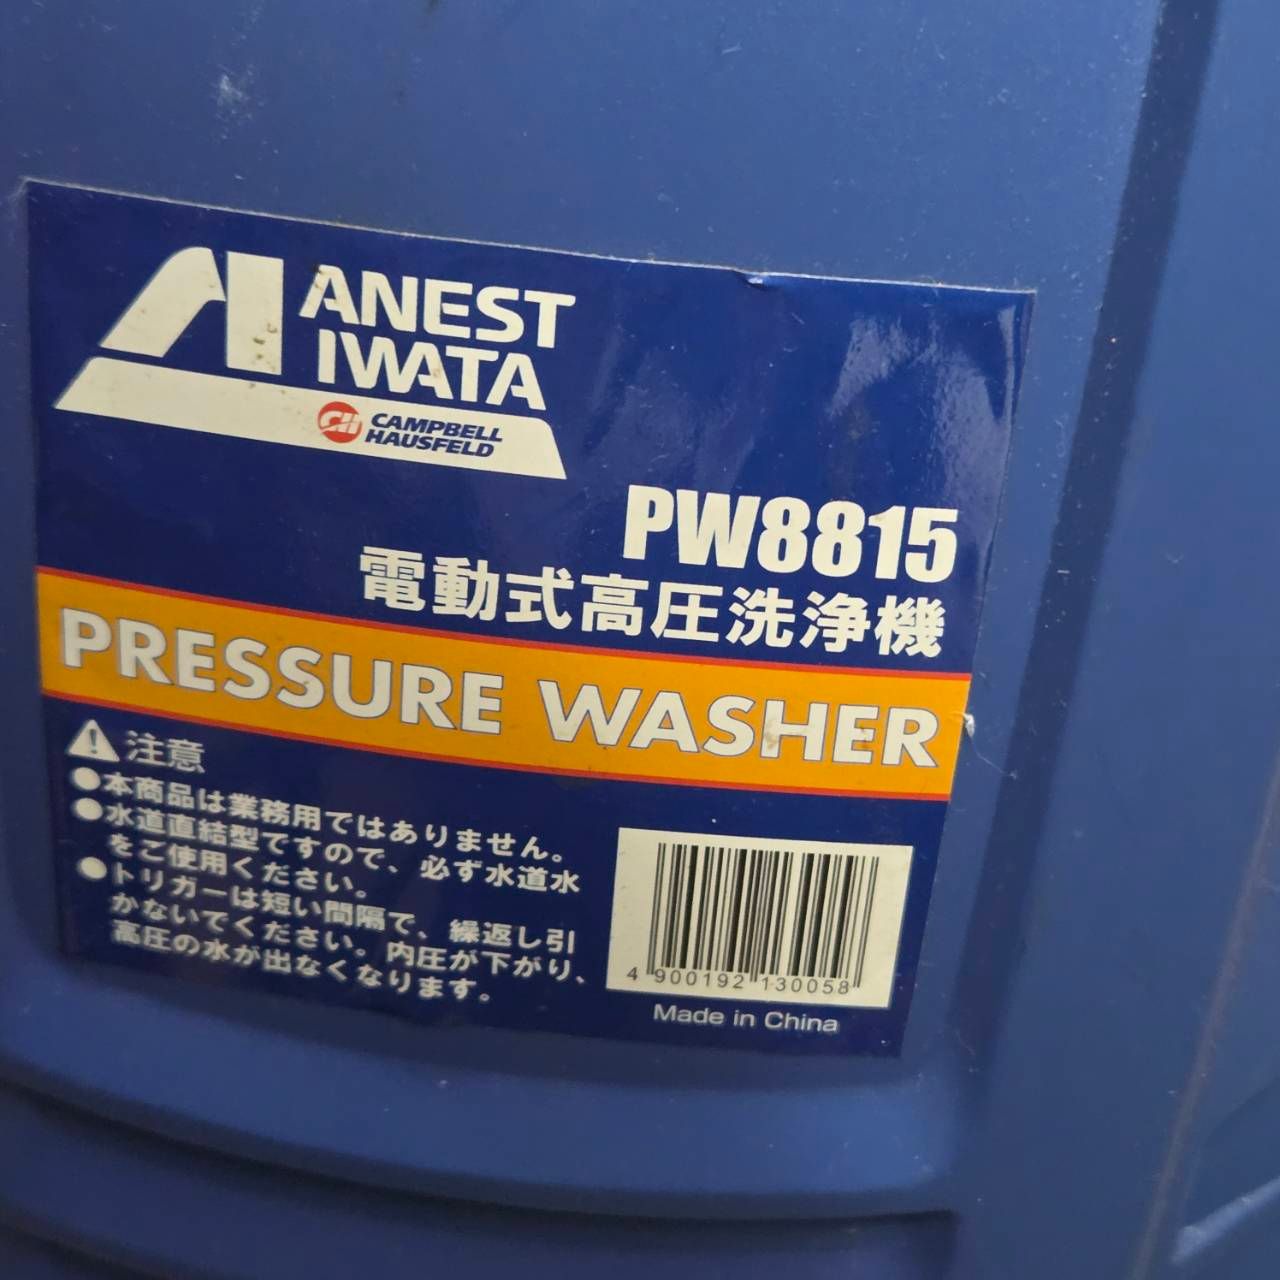 ANEST
IWATA
CAMPBELL
HAUSFELD
PW8815
電動式高圧洗浄機
PRESSURE WASHER
注意
●本商品は業務用ではありません。
●水道直結型ですので、必ず水道水
をご使用ください。
●トリガーは短い間隔で、繰返し引
かないでください。内圧が下がり、
高圧の水が出なくなります。
4 900192 130058
Made in China